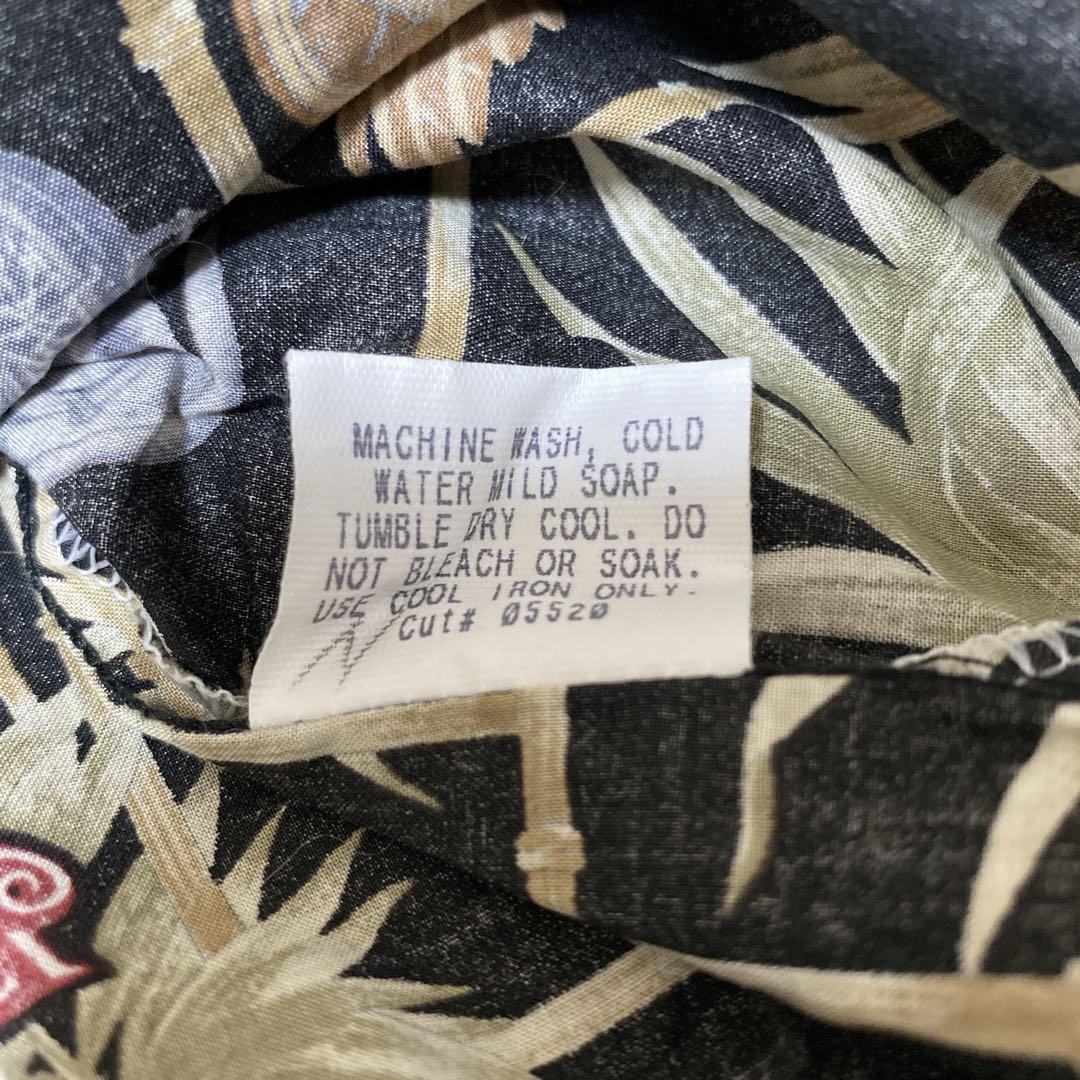 MACHINE WASH, COLD
WATER MILD SOAP.
TUMBLE DRY COOL. DO
NOT BLEACH OR SOAK.
USE COOL IRON ONLY.
Cut# 05520